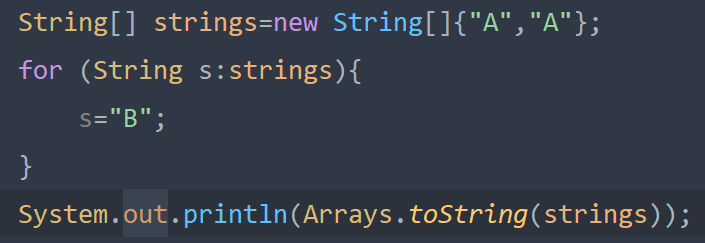 String[] strings=new String[]{"A","A"};
for (String s:strings){
s="B";
}
System.out.println(Arrays.toString(strings));